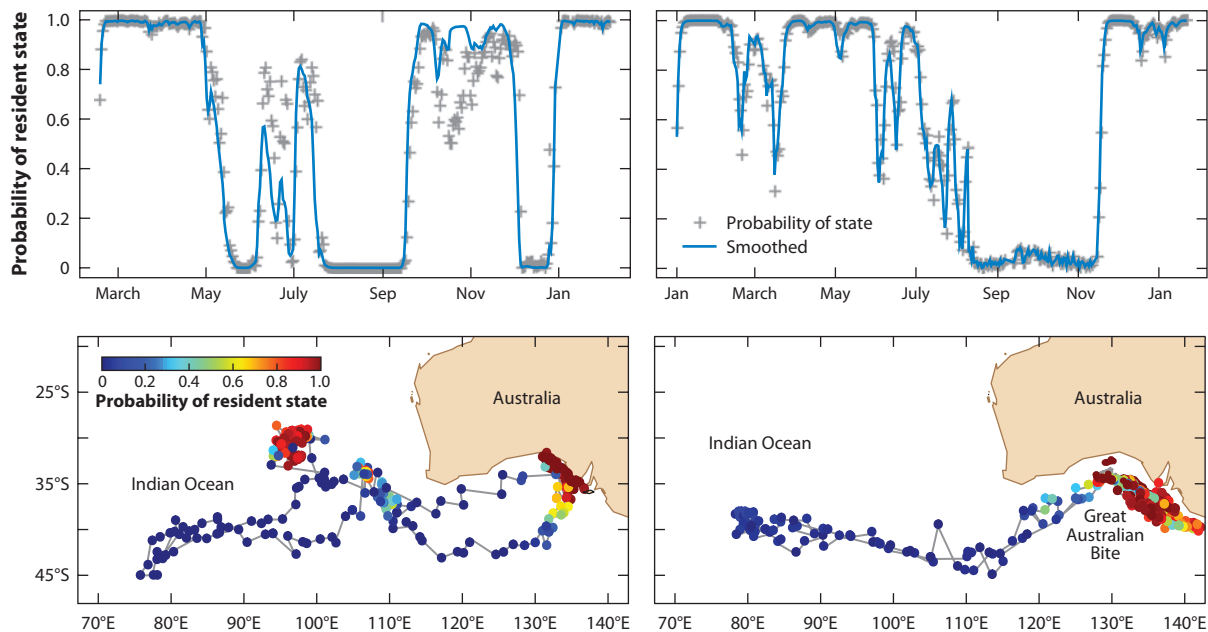 Probability of resident state
1.0
0.8
0.6
0.4
0.2
0
March
May
July
Sep
Nov
Jan
Probability of state
Smoothed
Jan
March
May
July
Sep
Nov
Jan
0
0.2
0.4
0.6
0.8
1.0
Probability of resident state
Australia
Indian Ocean
25°S
35°S
45°S
70°E
80°E
90°E
100°E
110°E
120°E
130°E
140°E
Australia
Indian Ocean
Great
Australian
Bite
70°E
80°E
90°E
100°E
110°E
120°E
130°E
140°E